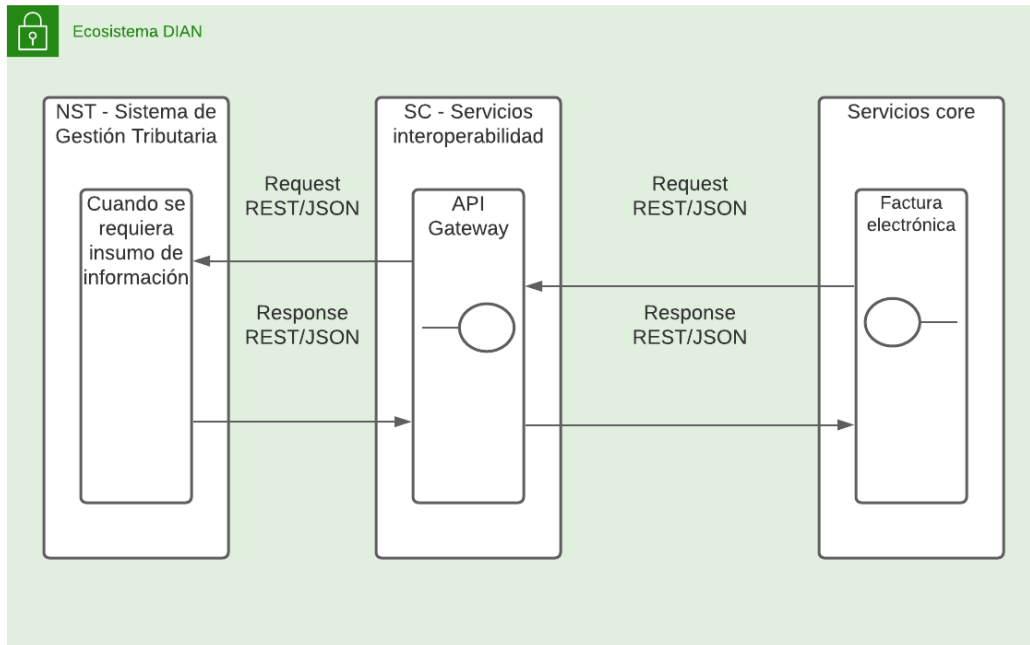 Ecosistema DIAN
NST - Sistema de
Gestión Tributaria
SC - Servicios
interoperabilidad
Servicios core
Cuando se
requiera
insumo de
información
Request
REST/JSON
API
Gateway
Request
REST/JSON
Factura
electrónica
Response
REST/JSON
Response
REST/JSON